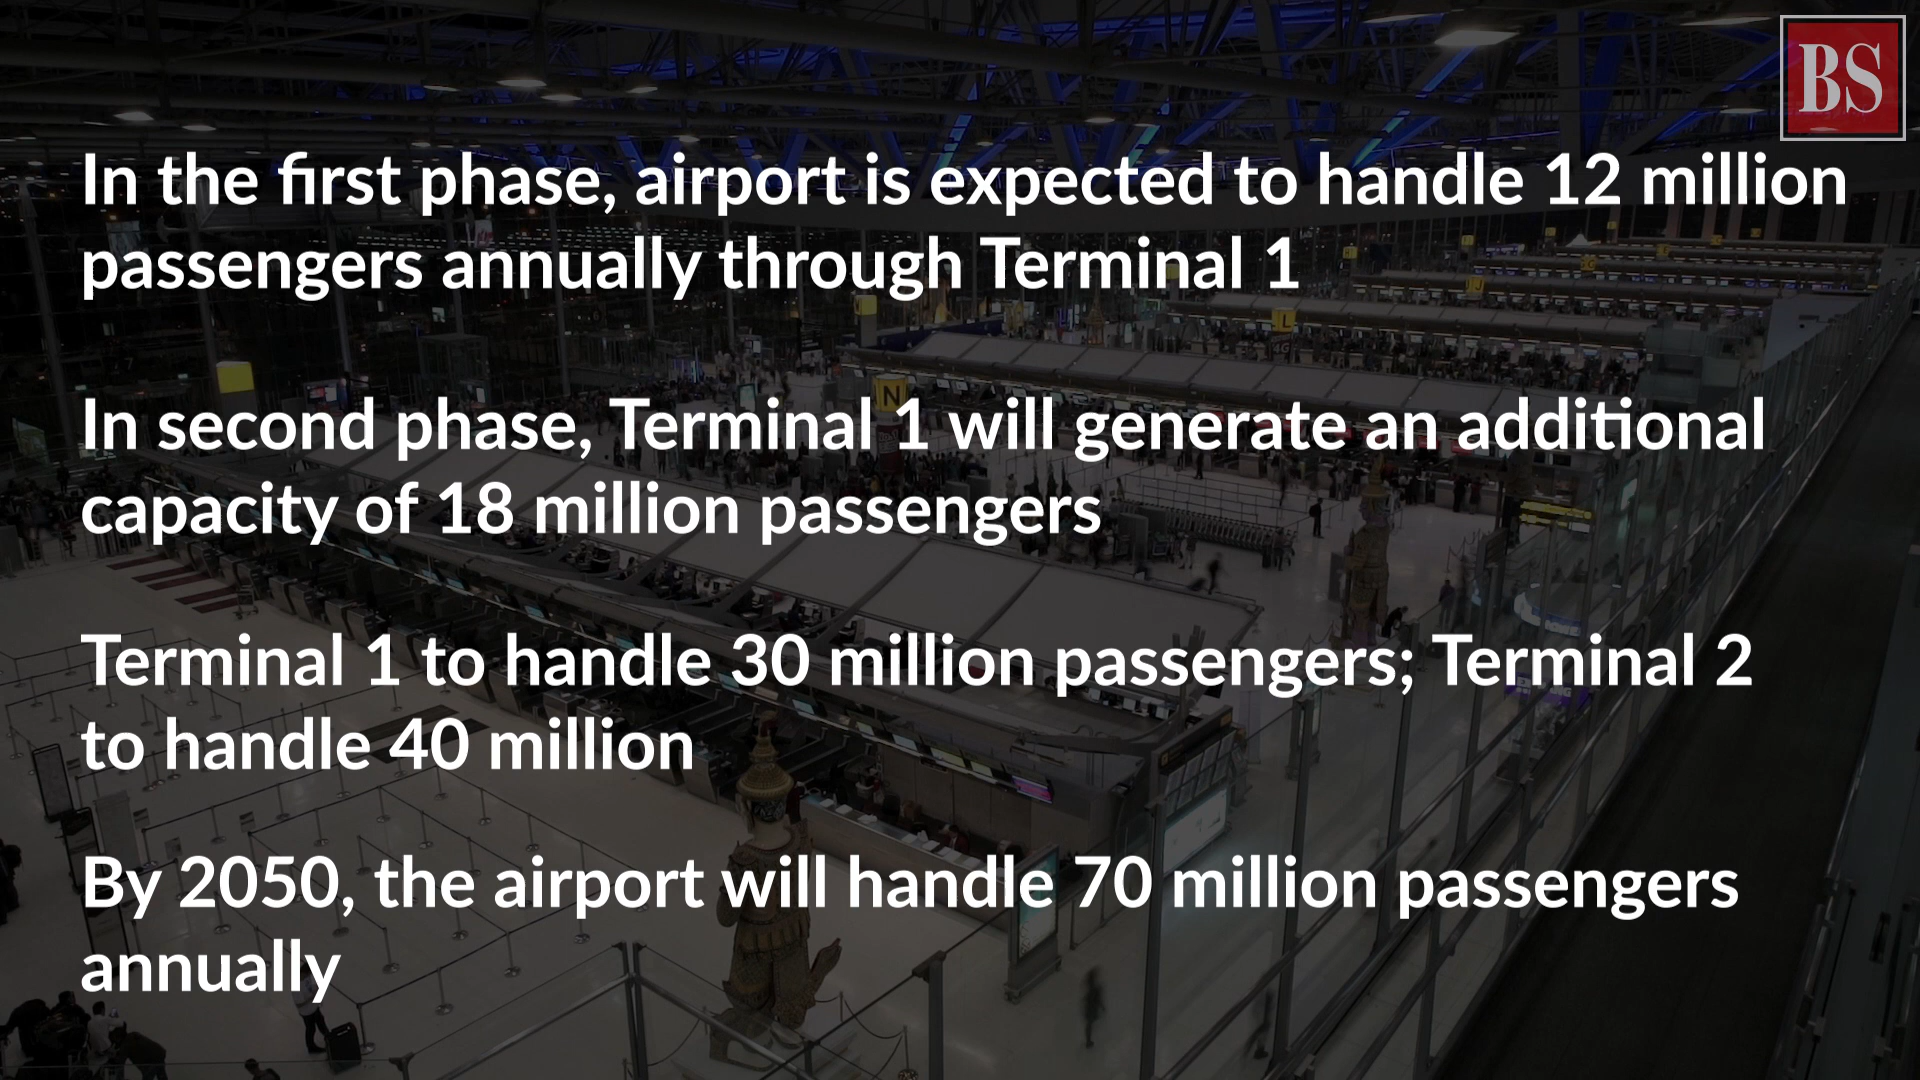 BS
In the first phase, airport is expected to handle 12 million
passengers annually through Terminal 1
L
N
In second phase, Terminal 1 will generate an additional
capacity of 18 million passengers
Terminal 1 to handle 30 million passengers; Terminal 2
to handle 40 million
By 2050, the airport will handle 70 million passengers
annually